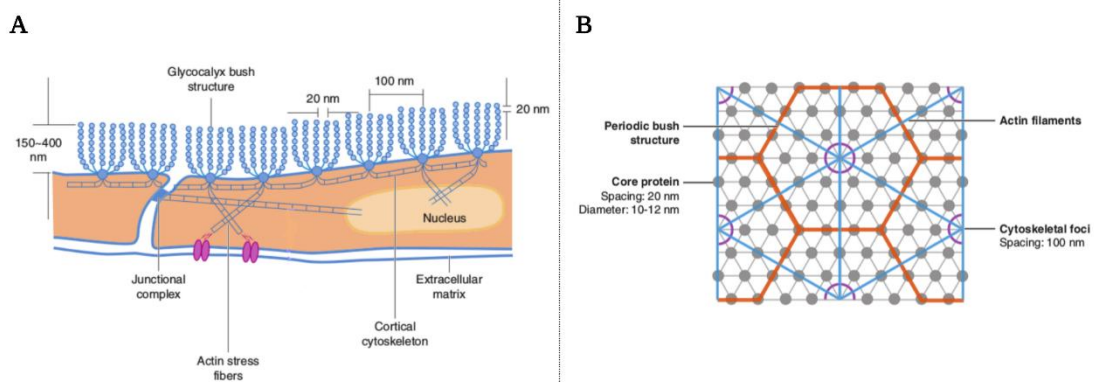 A
Glycocalyx bush
structure
100 nm
20 nm
20 nm
150~400
nm
Nucleus
Junctional
complex
Extracellular
matrix
Cortical
cytoskeleton
Actin stress
fibers
B
Periodic bush
structure
Actin filaments
Core protein
Spacing: 20 nm
Diameter: 10-12 nm
Cytoskeletal foci
Spacing: 100 nm